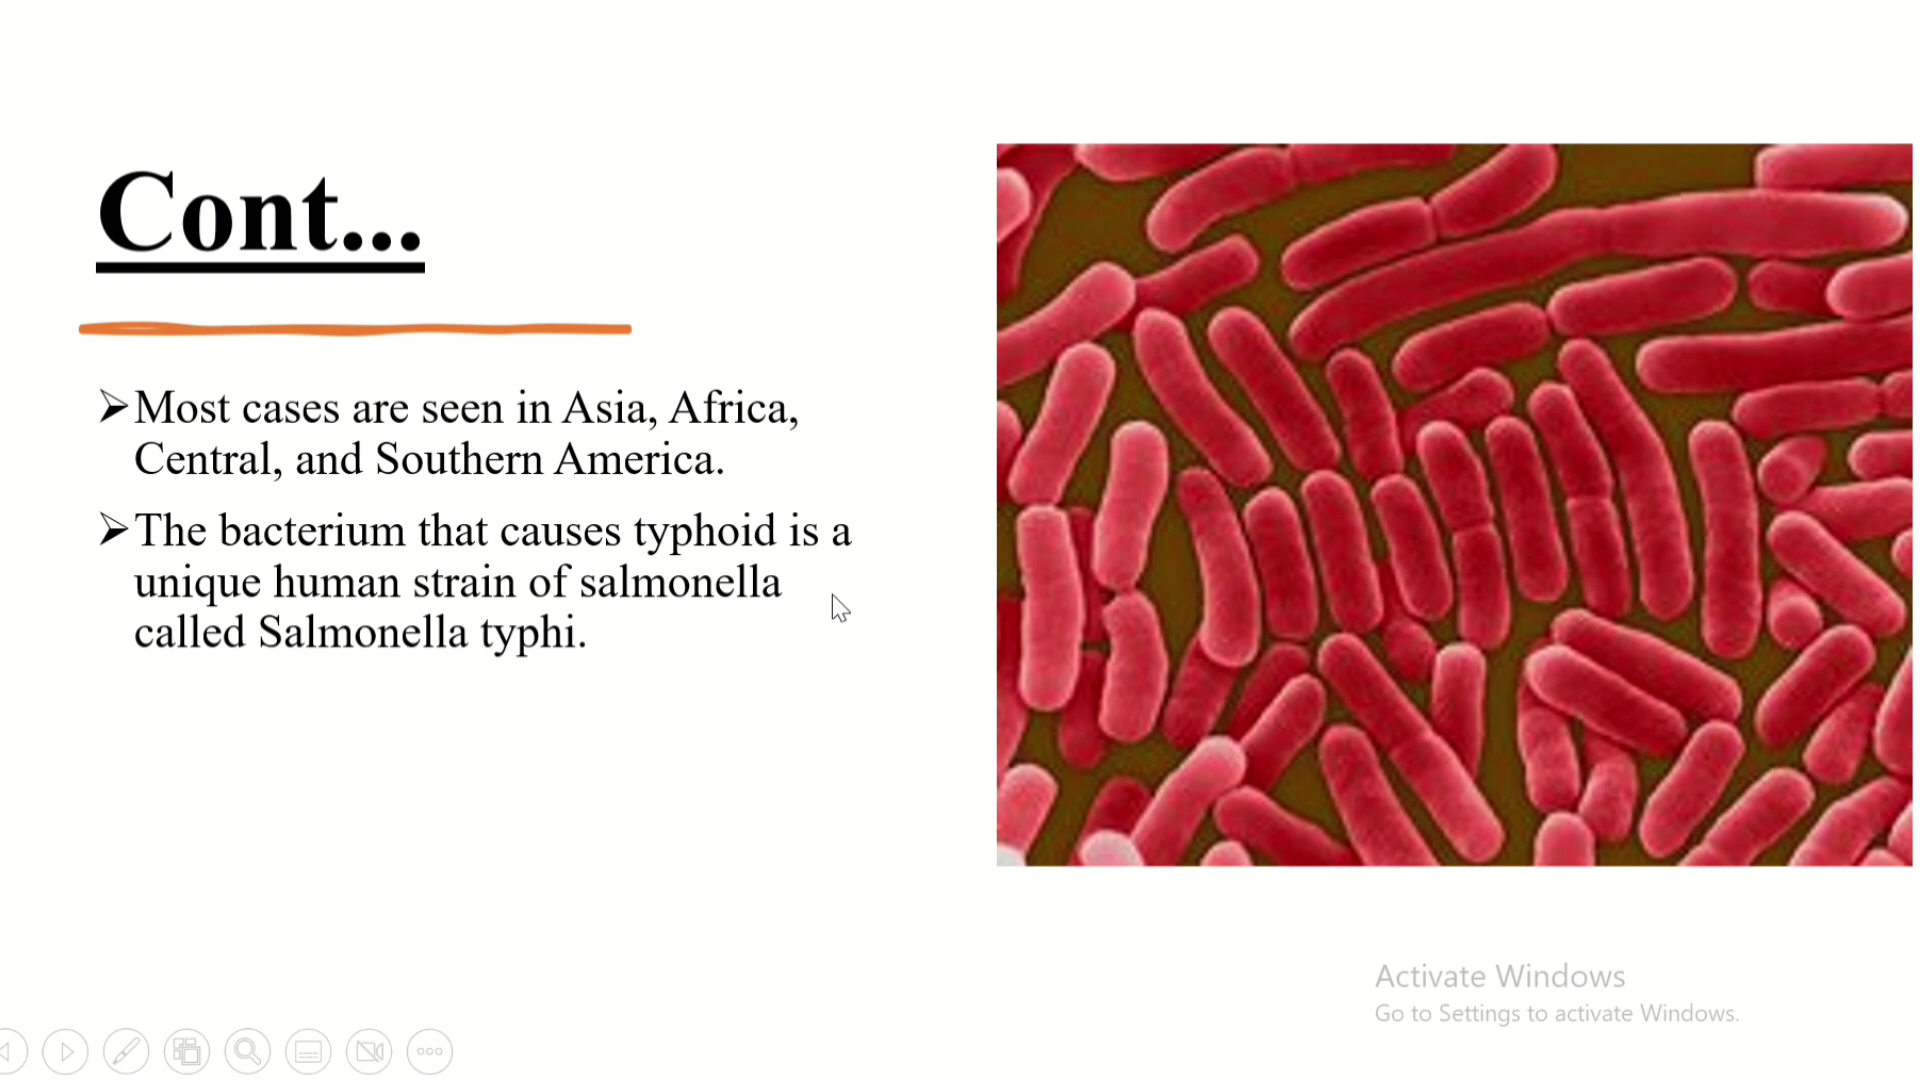 Cont...
➢Most cases are seen in Asia, Africa,
Central, and Southern America.
➢The bacterium that causes typhoid is a
unique human strain of salmonella
called Salmonella typhi.
Activate Windows
Go to Settings to activate Windows.